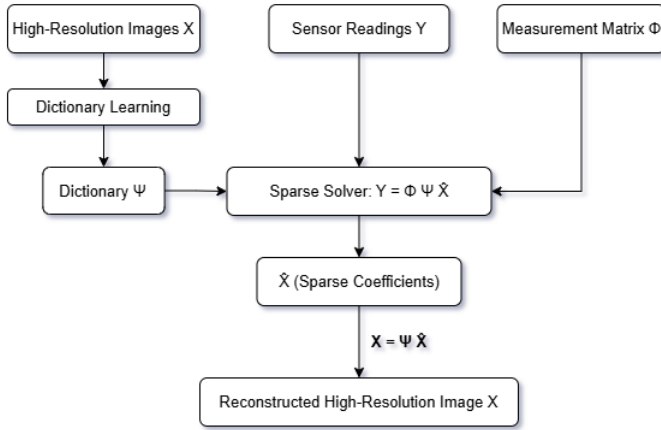 High-Resolution Images X
Sensor Readings Y
Measurement Matrix Φ
Dictionary Learning
Dictionary Ψ
Sparse Solver: Y = Φ Ψ X̂
X̂ (Sparse Coefficients)
X = Ψ X̂
Reconstructed High-Resolution Image X